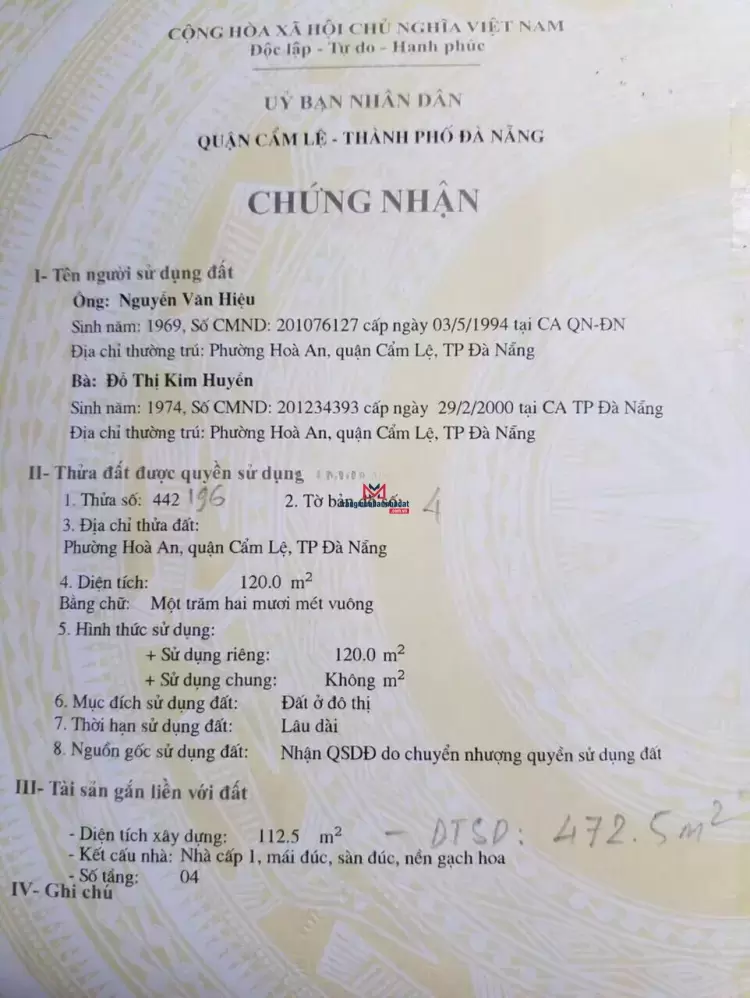 CỘNG HÒA XÃ HỘI CHỦ NGHĨA VIỆT NAM
Độc lập - Tự do - Hạnh phúc
UỶ BAN NHÂN DÂN
QUẬN CẨM LỆ - THÀNH PHỐ ĐÀ NẴNG
CHỨNG NHẬN
I- Tên người sử dụng đất
Ông: Nguyễn Văn Hiệu
Sinh năm: 1969, Số CMND: 201076127 cấp ngày 03/5/1994 tại CA QN-ĐN
Địa chỉ thường trú: Phường Hoà An, quận Cẩm Lệ, TP Đà Nẵng
Bà: Đỗ Thị Kim Huyền
Sinh năm: 1974, Số CMND: 201234393 cấp ngày 29/2/2000 tại CA TP Đà Nẵng
Địa chỉ thường trú: Phường Hoà An, quận Cẩm Lệ, TP Đà Nẵng
II- Thửa đất được quyền sử dụng
1. Thửa số: 442 196 2. Tờ bản số: 4
3. Địa chỉ thửa đất:
Phường Hoà An, quận Cẩm Lệ, TP Đà Nẵng
4. Diện tích: 120.0 m²
Bằng chữ: Một trăm hai mươi mét vuông
5. Hình thức sử dụng:
+ Sử dụng riêng: 120.0 m²
+ Sử dụng chung: Không m²
6. Mục đích sử dụng đất: Đất ở đô thị
7. Thời hạn sử dụng đất: Lâu dài
8. Nguồn gốc sử dụng đất: Nhận QSDĐ do chuyển nhượng quyền sử dụng đất
III- Tài sản gắn liền với đất
- Diện tích xây dựng: 112.5 m² - DTSD: 472.5 m²
- Kết cấu nhà: Nhà cấp 1, mái đúc, sàn đúc, nền gạch hoa
- Số tầng: 04
IV- Ghi chú